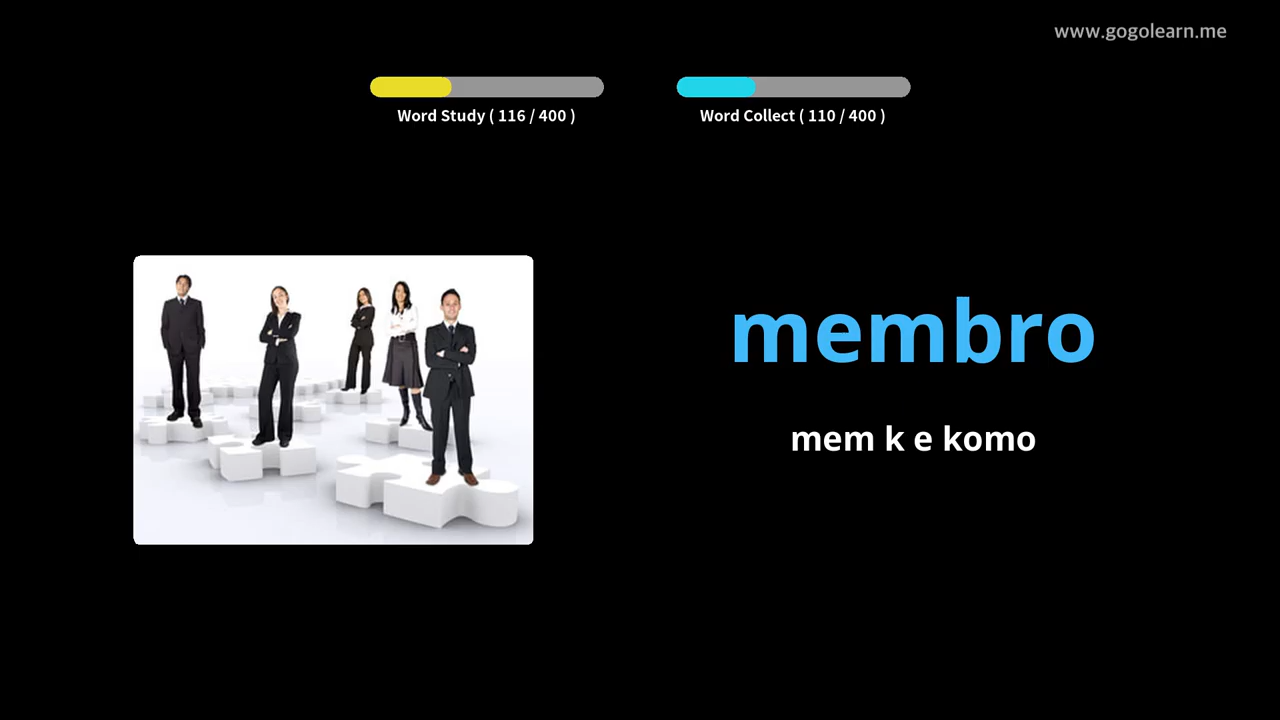 www.gogolearn.me
Word Study ( 116 / 400 )
Word Collect ( 110 / 400 )
membro
mem k e komo